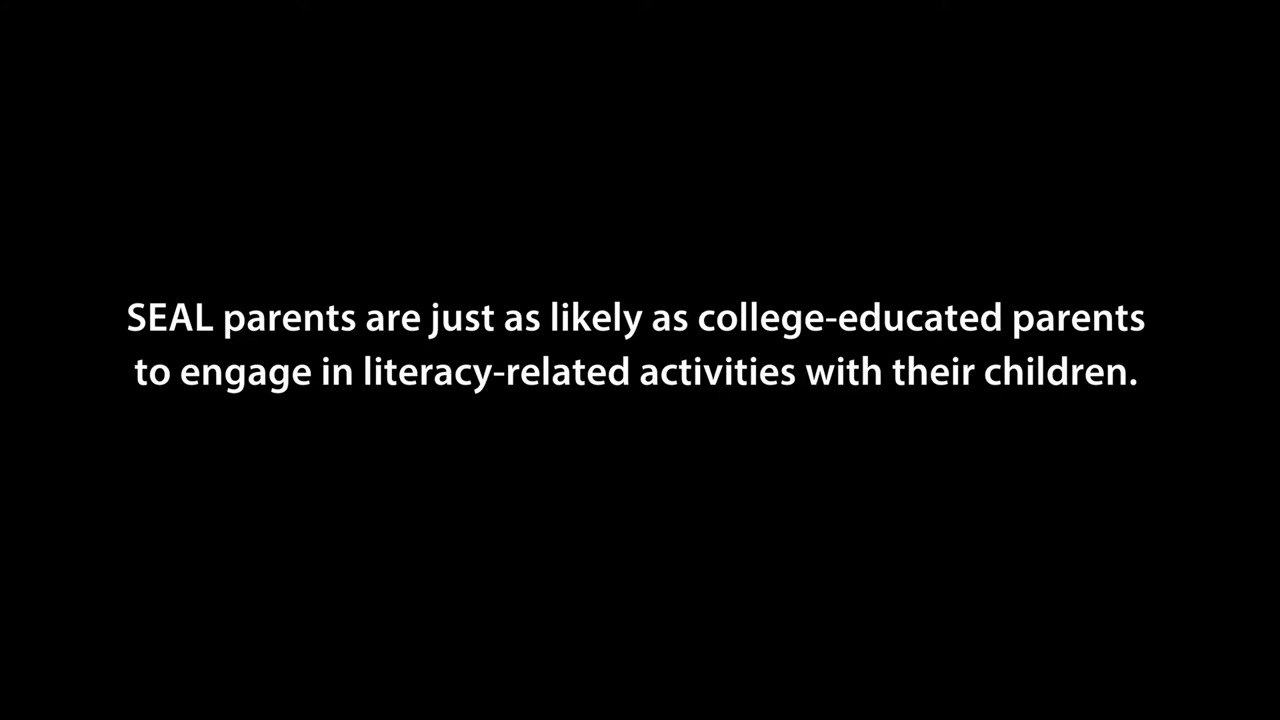 SEAL parents are just as likely as college-educated parents
to engage in literacy-related activities with their children.